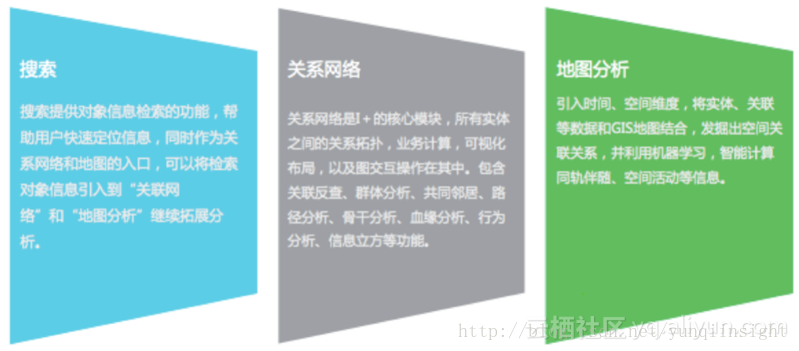 搜索
搜索提供对象信息检索的功能，帮
助用户快速定位信息，同时作为关
系网络和地图的入口，可以将检索
对象信息引入到“关联网
络”和“地图分析”继续拓展分
析。
关系网络
关系网络是I+的核心模块，所有实体
之间的关系拓扑，业务计算，可视化
布局，以及图交互操作在其中。包含
关联反查、群体分析、共同邻居、路
径分析、骨干分析、血缘分析、行为
分析、信息立方等功能。
地图分析
引入时间、空间维度，将实体、关联
等数据和GIS地图结合，发掘出空间关
联关系，并利用机器学习，智能计算
同轨伴随、空间活动等信息。
云栖社区 yq.aliyun.com